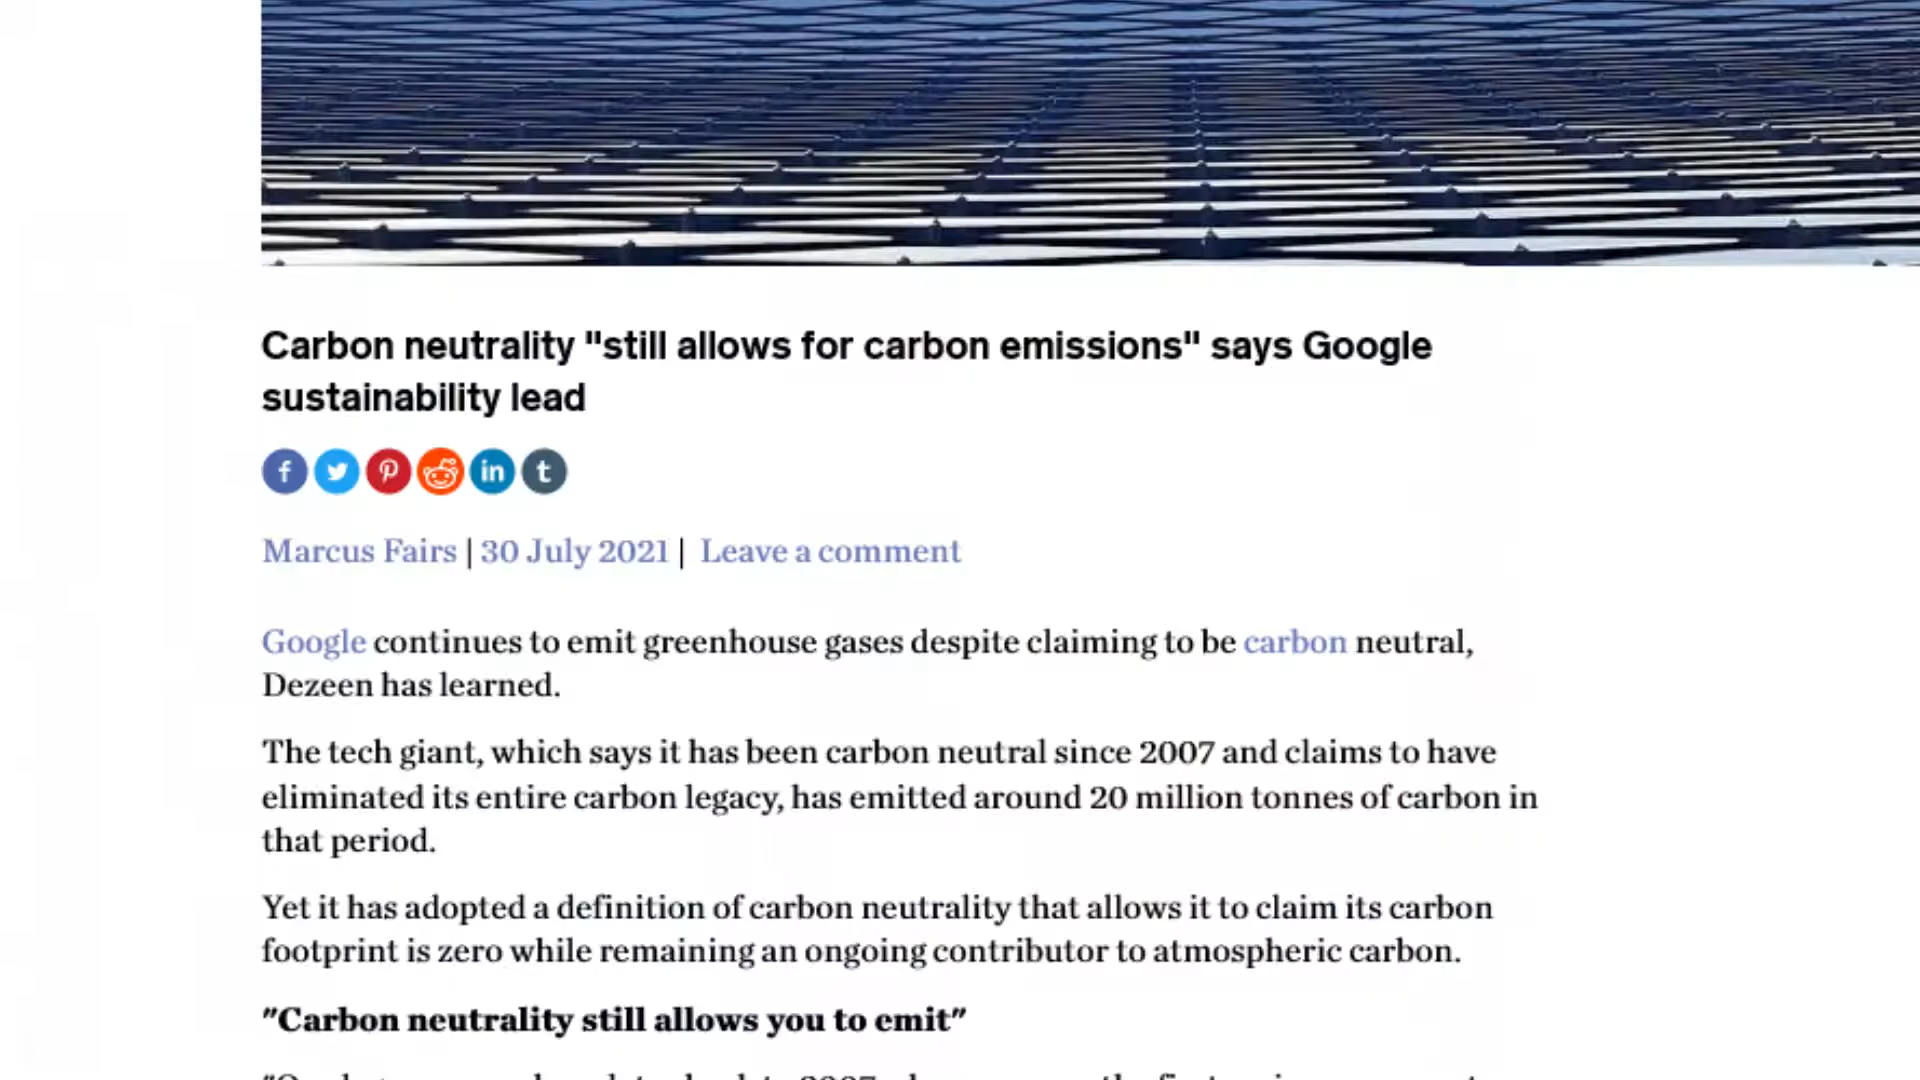 Carbon neutrality "still allows for carbon emissions" says Google
sustainability lead
Marcus Fairs | 30 July 2021 | Leave a comment
Google continues to emit greenhouse gases despite claiming to be carbon neutral,
Dezeen has learned.
The tech giant, which says it has been carbon neutral since 2007 and claims to have
eliminated its entire carbon legacy, has emitted around 20 million tonnes of carbon in
that period.
Yet it has adopted a definition of carbon neutrality that allows it to claim its carbon
footprint is zero while remaining an ongoing contributor to atmospheric carbon.
"Carbon neutrality still allows you to emit"